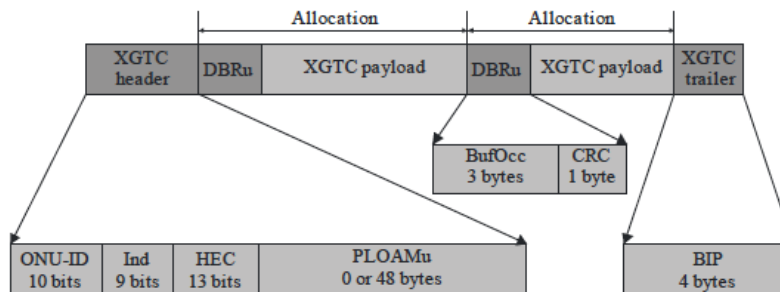 Allocation Allocation
XGTC header DBRu XGTC payload DBRu XGTC payload XGTC trailer
BufOcc CRC
3 bytes 1 byte
ONU-ID Ind HEC PLOAMu BIP
10 bits 9 bits 13 bits 0 or 48 bytes 4 bytes